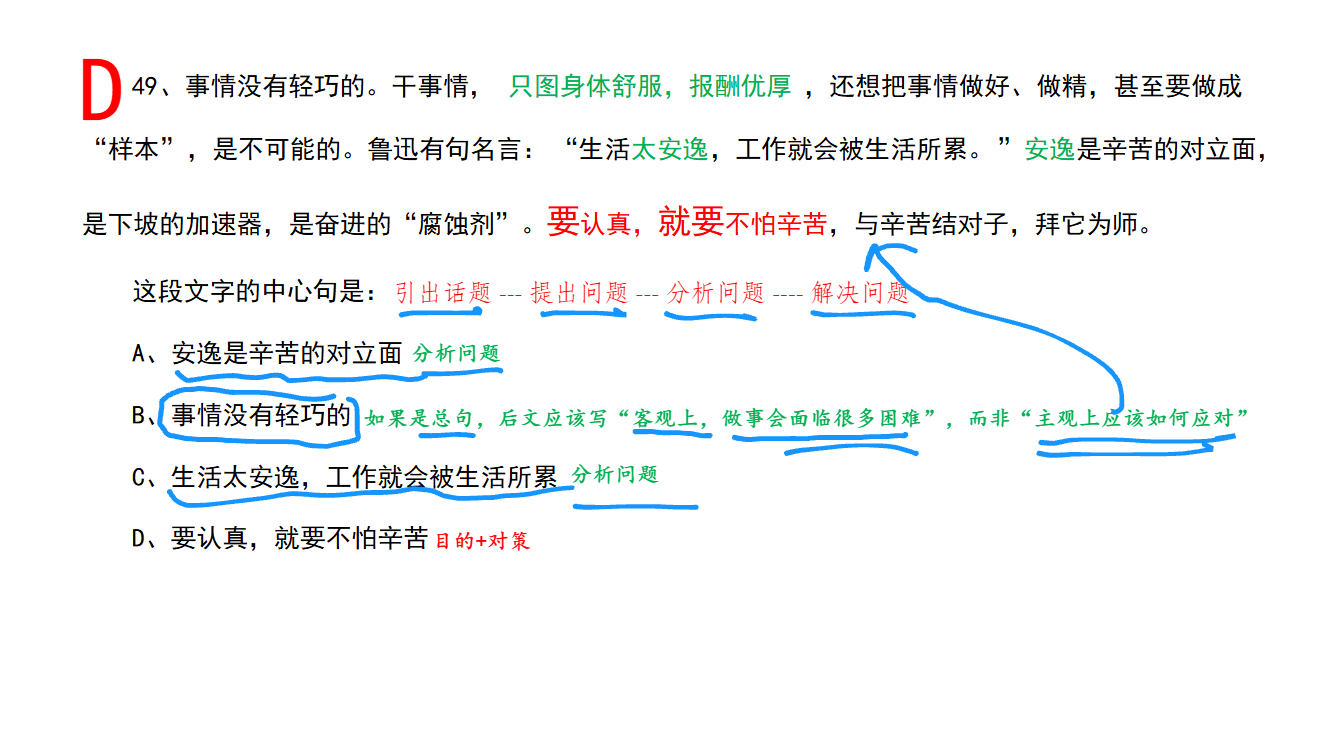 D 49、事情没有轻巧的。干事情， 只图身体舒服，报酬优厚 ，还想把事情做好、做精，甚至要做成
“样本”，是不可能的。鲁迅有句名言： “生活太安逸，工作就会被生活所累。”安逸是辛苦的对立面，
是下坡的加速器，是奋进的“腐蚀剂”。要认真，就要不怕辛苦，与辛苦结对子，拜它为师。
这段文字的中心句是：引出话题 --- 提出问题 --- 分析问题 ---- 解决问题
A、安逸是辛苦的对立面 分析问题
B、事情没有轻巧的 如果是总句，后文应该写“客观上，做事会面临很多困难”，而非“主观上应该如何应对”
C、生活太安逸，工作就会被生活所累 分析问题
D、要认真，就要不怕辛苦 目的+对策